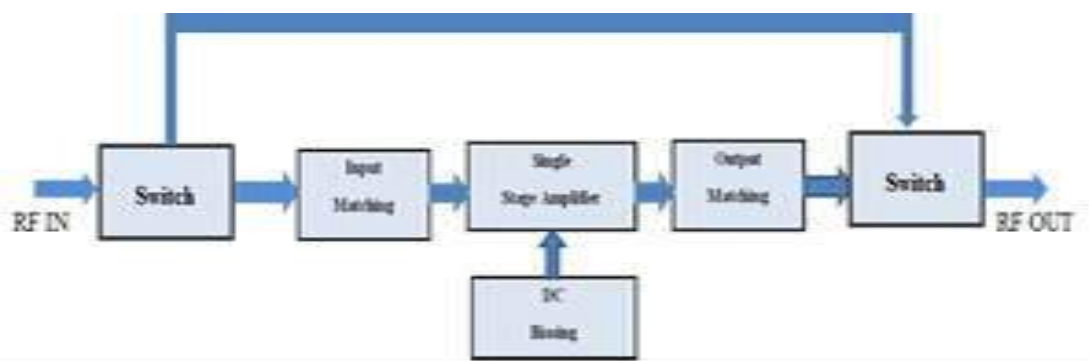 RF IN
Switch
Input
Matching
Single
Stage Amplifier
Output
Matching
Switch
RF OUT
DC
Biasing